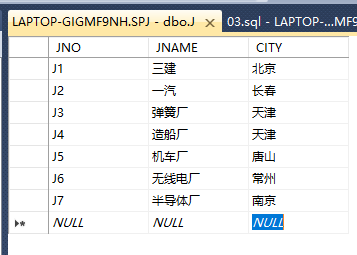 LAPTOP-GIGMF9NH.SPJ - dbo.J 03.sql - LAPTOP-...MF9
JNO JNAME CITY
J1 三建 北京
J2 一汽 长春
J3 弹簧厂 天津
J4 造船厂 天津
J5 机车厂 唐山
J6 无线电厂 常州
J7 半导体厂 南京
NULL NULL NULL